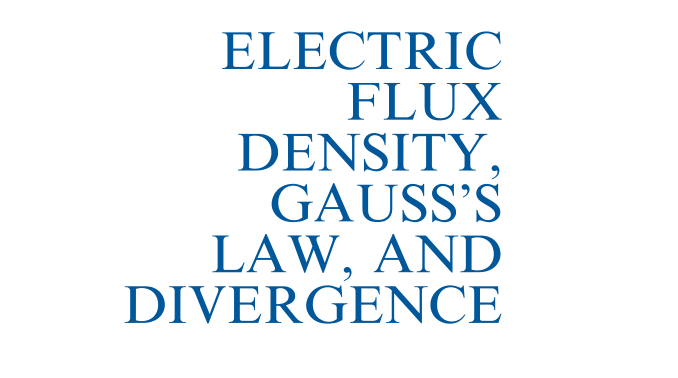 ELECTRIC
FLUX
DENSITY,
GAUSS’S
LAW, AND
DIVERGENCE